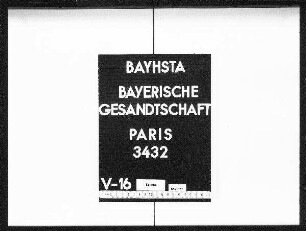 BAYHSTA
BAYERISCHE
GESANDTSCHAFT
PARIS
3432
V-16